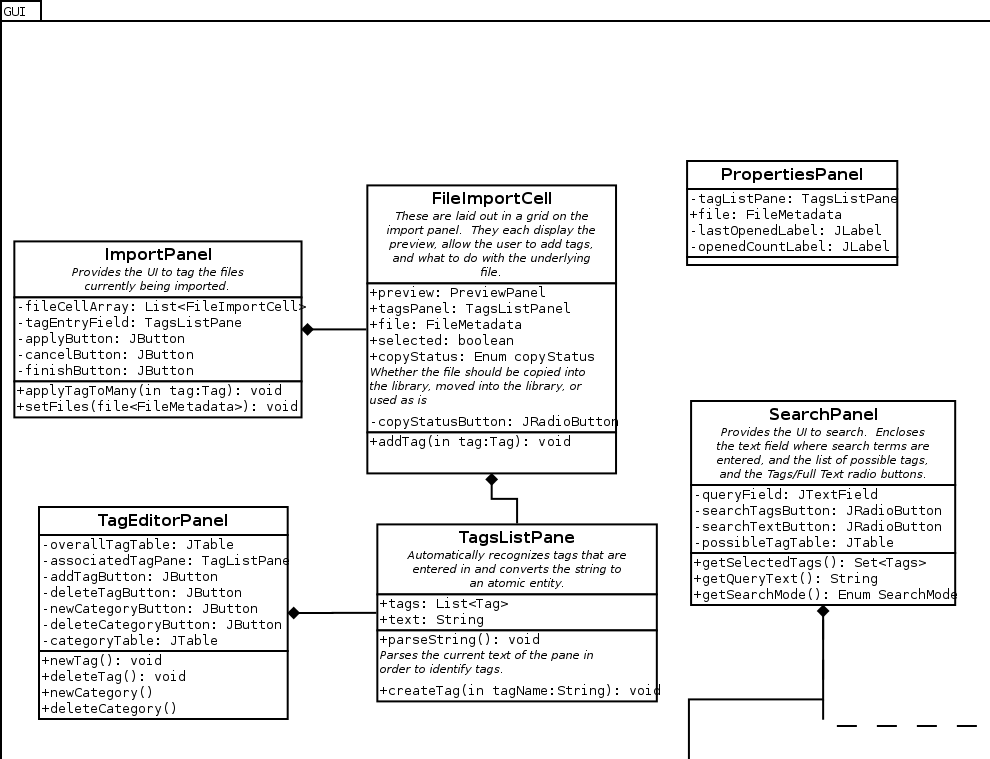 GUI
PropertiesPanel
-tagListPane: TagsListPane
+file: FileMetadata
-lastOpenedLabel: JLabel
-openedCountLabel: JLabel
FileImportCell
These are laid out in a grid on the
import panel.  They each display the
preview, allow the user to add tags,
and what to do with the underlying
file.
+preview: PreviewPanel
+tagsPanel: TagsListPanel
+file: FileMetadata
+selected: boolean
+copyStatus: Enum copyStatus
Whether the file should be copied into
the library, moved into the library, or
used as is
-copyStatusButton: JRadioButton
+addTag(in tag:Tag): void
ImportPanel
Provides the UI to tag the files
currently being imported.
-fileCellArray: List<FileImportCell>
-tagEntryField: TagsListPane
-applyButton: JButton
-cancelButton: JButton
-finishButton: JButton
+applyTagToMany(in tag:Tag): void
+setFiles(file<FileMetadata>): void
SearchPanel
Provides the UI to search.  Encloses
the text field where search terms are
entered, and the list of possible tags,
and the Tags/Full Text radio buttons.
-queryField: JTextField
-searchTagsButton: JRadioButton
-searchTextButton: JRadioButton
-possibleTagTable: JTable
+getSelectedTags(): Set<Tags>
+getQueryText(): String
+getSearchMode(): Enum SearchMode
TagEditorPanel
-overallTagTable: JTable
-associatedTagPane: TagListPane
-addTagButton: JButton
-deleteTagButton: JButton
-newCategoryButton: JButton
-deleteCategoryButton: JButton
-categoryTable: JTable
+newTag(): void
+deleteTag(): void
+newCategory()
+deleteCategory()
TagsListPane
Automatically recognizes tags that are
entered in and converts the string to
an atomic entity.
+tags: List<Tag>
+text: String
+parseString(): void
Parses the current text of the pane in
order to identify tags.
+createTag(in tagName:String): void